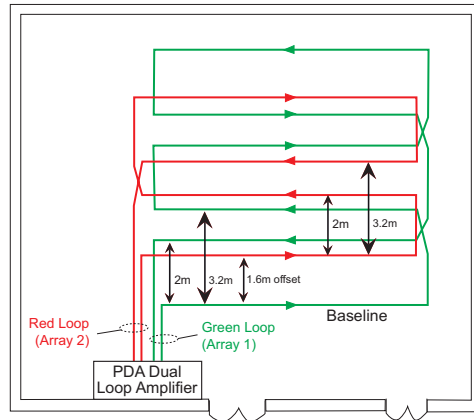 2m
3.2m
2m
3.2m
1.6m offset
Baseline
Red Loop
(Array 2)
Green Loop
(Array 1)
PDA Dual
Loop Amplifier